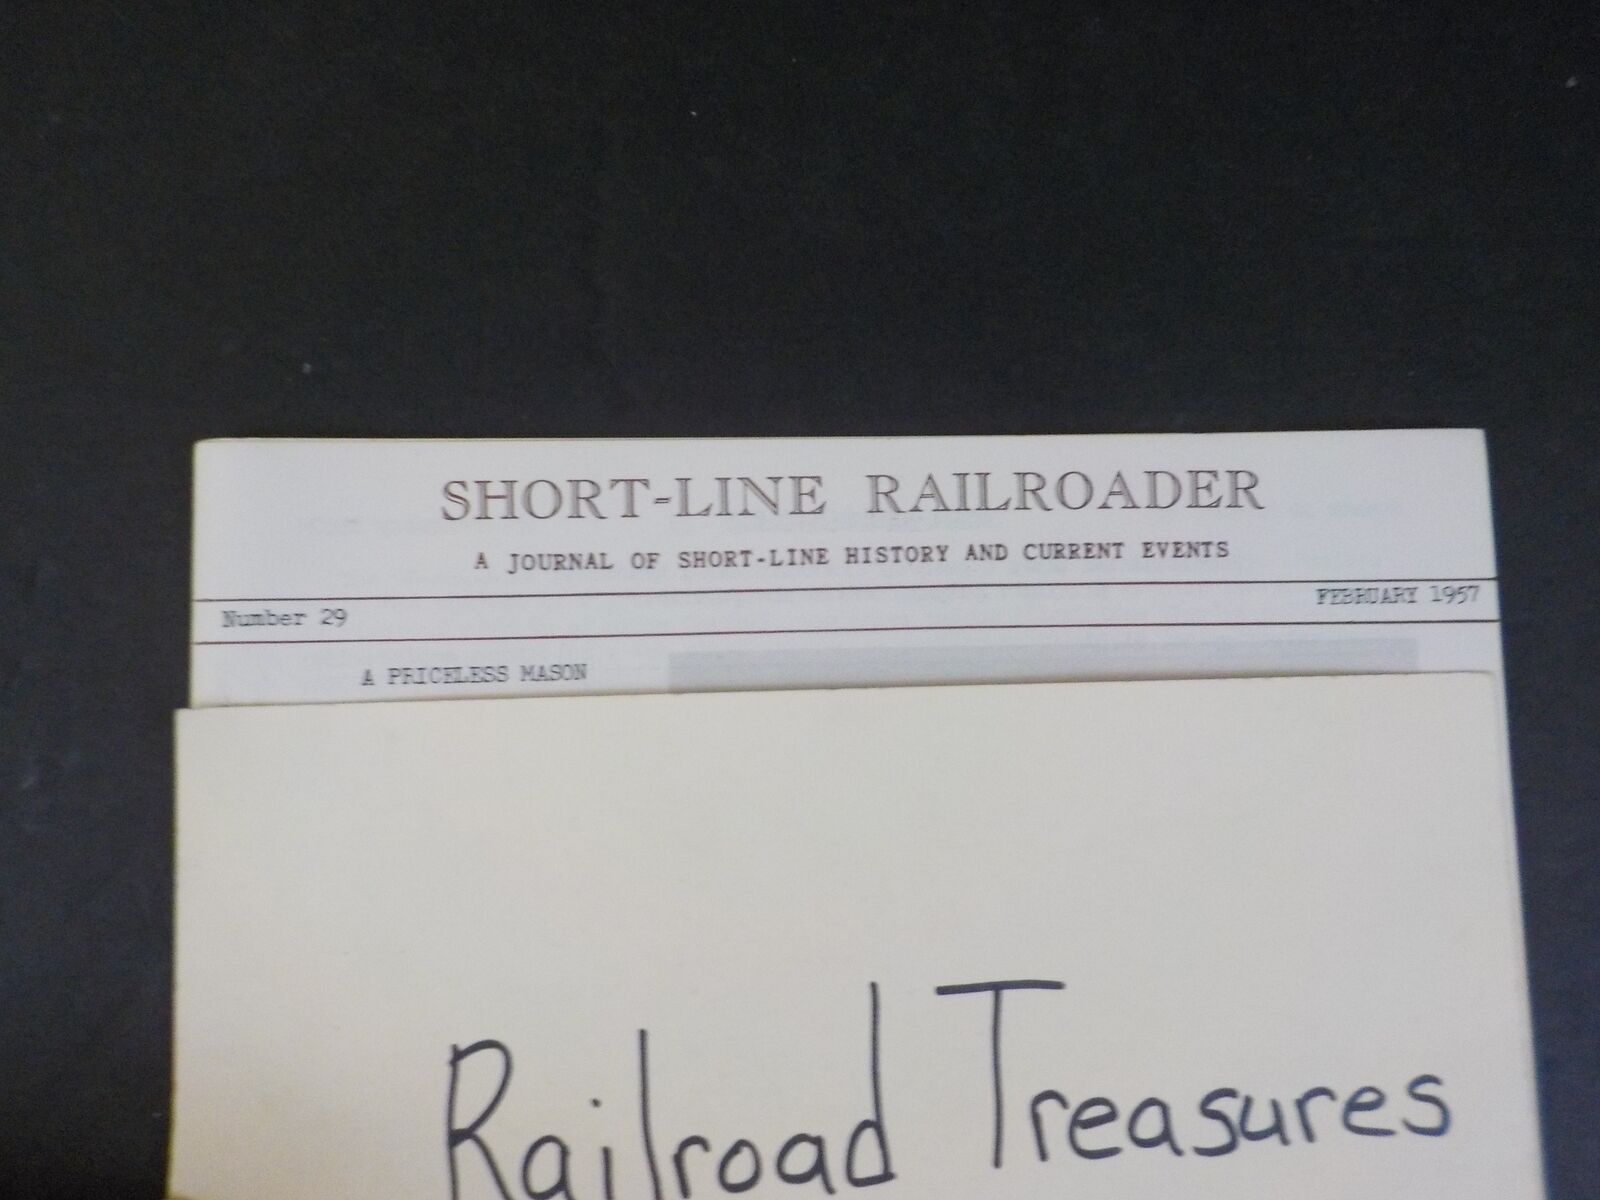 SHORT-LINE RAILROADER
A JOURNAL OF SHORT-LINE HISTORY AND CURRENT EVENTS
Number 29 FEBRUARY 1957
A PRICELESS MASON
Railroad Treasures